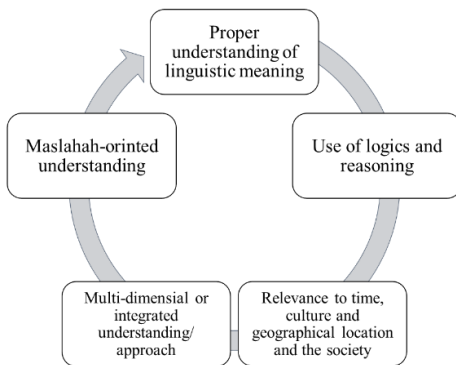 Proper
understanding of
linguistic meaning
Use of logics and
reasoning
Relevance to time,
culture and
geographical location
and the society
Multi-dimensial or
integrated
understanding/
approach
Maslahah-orinted
understanding